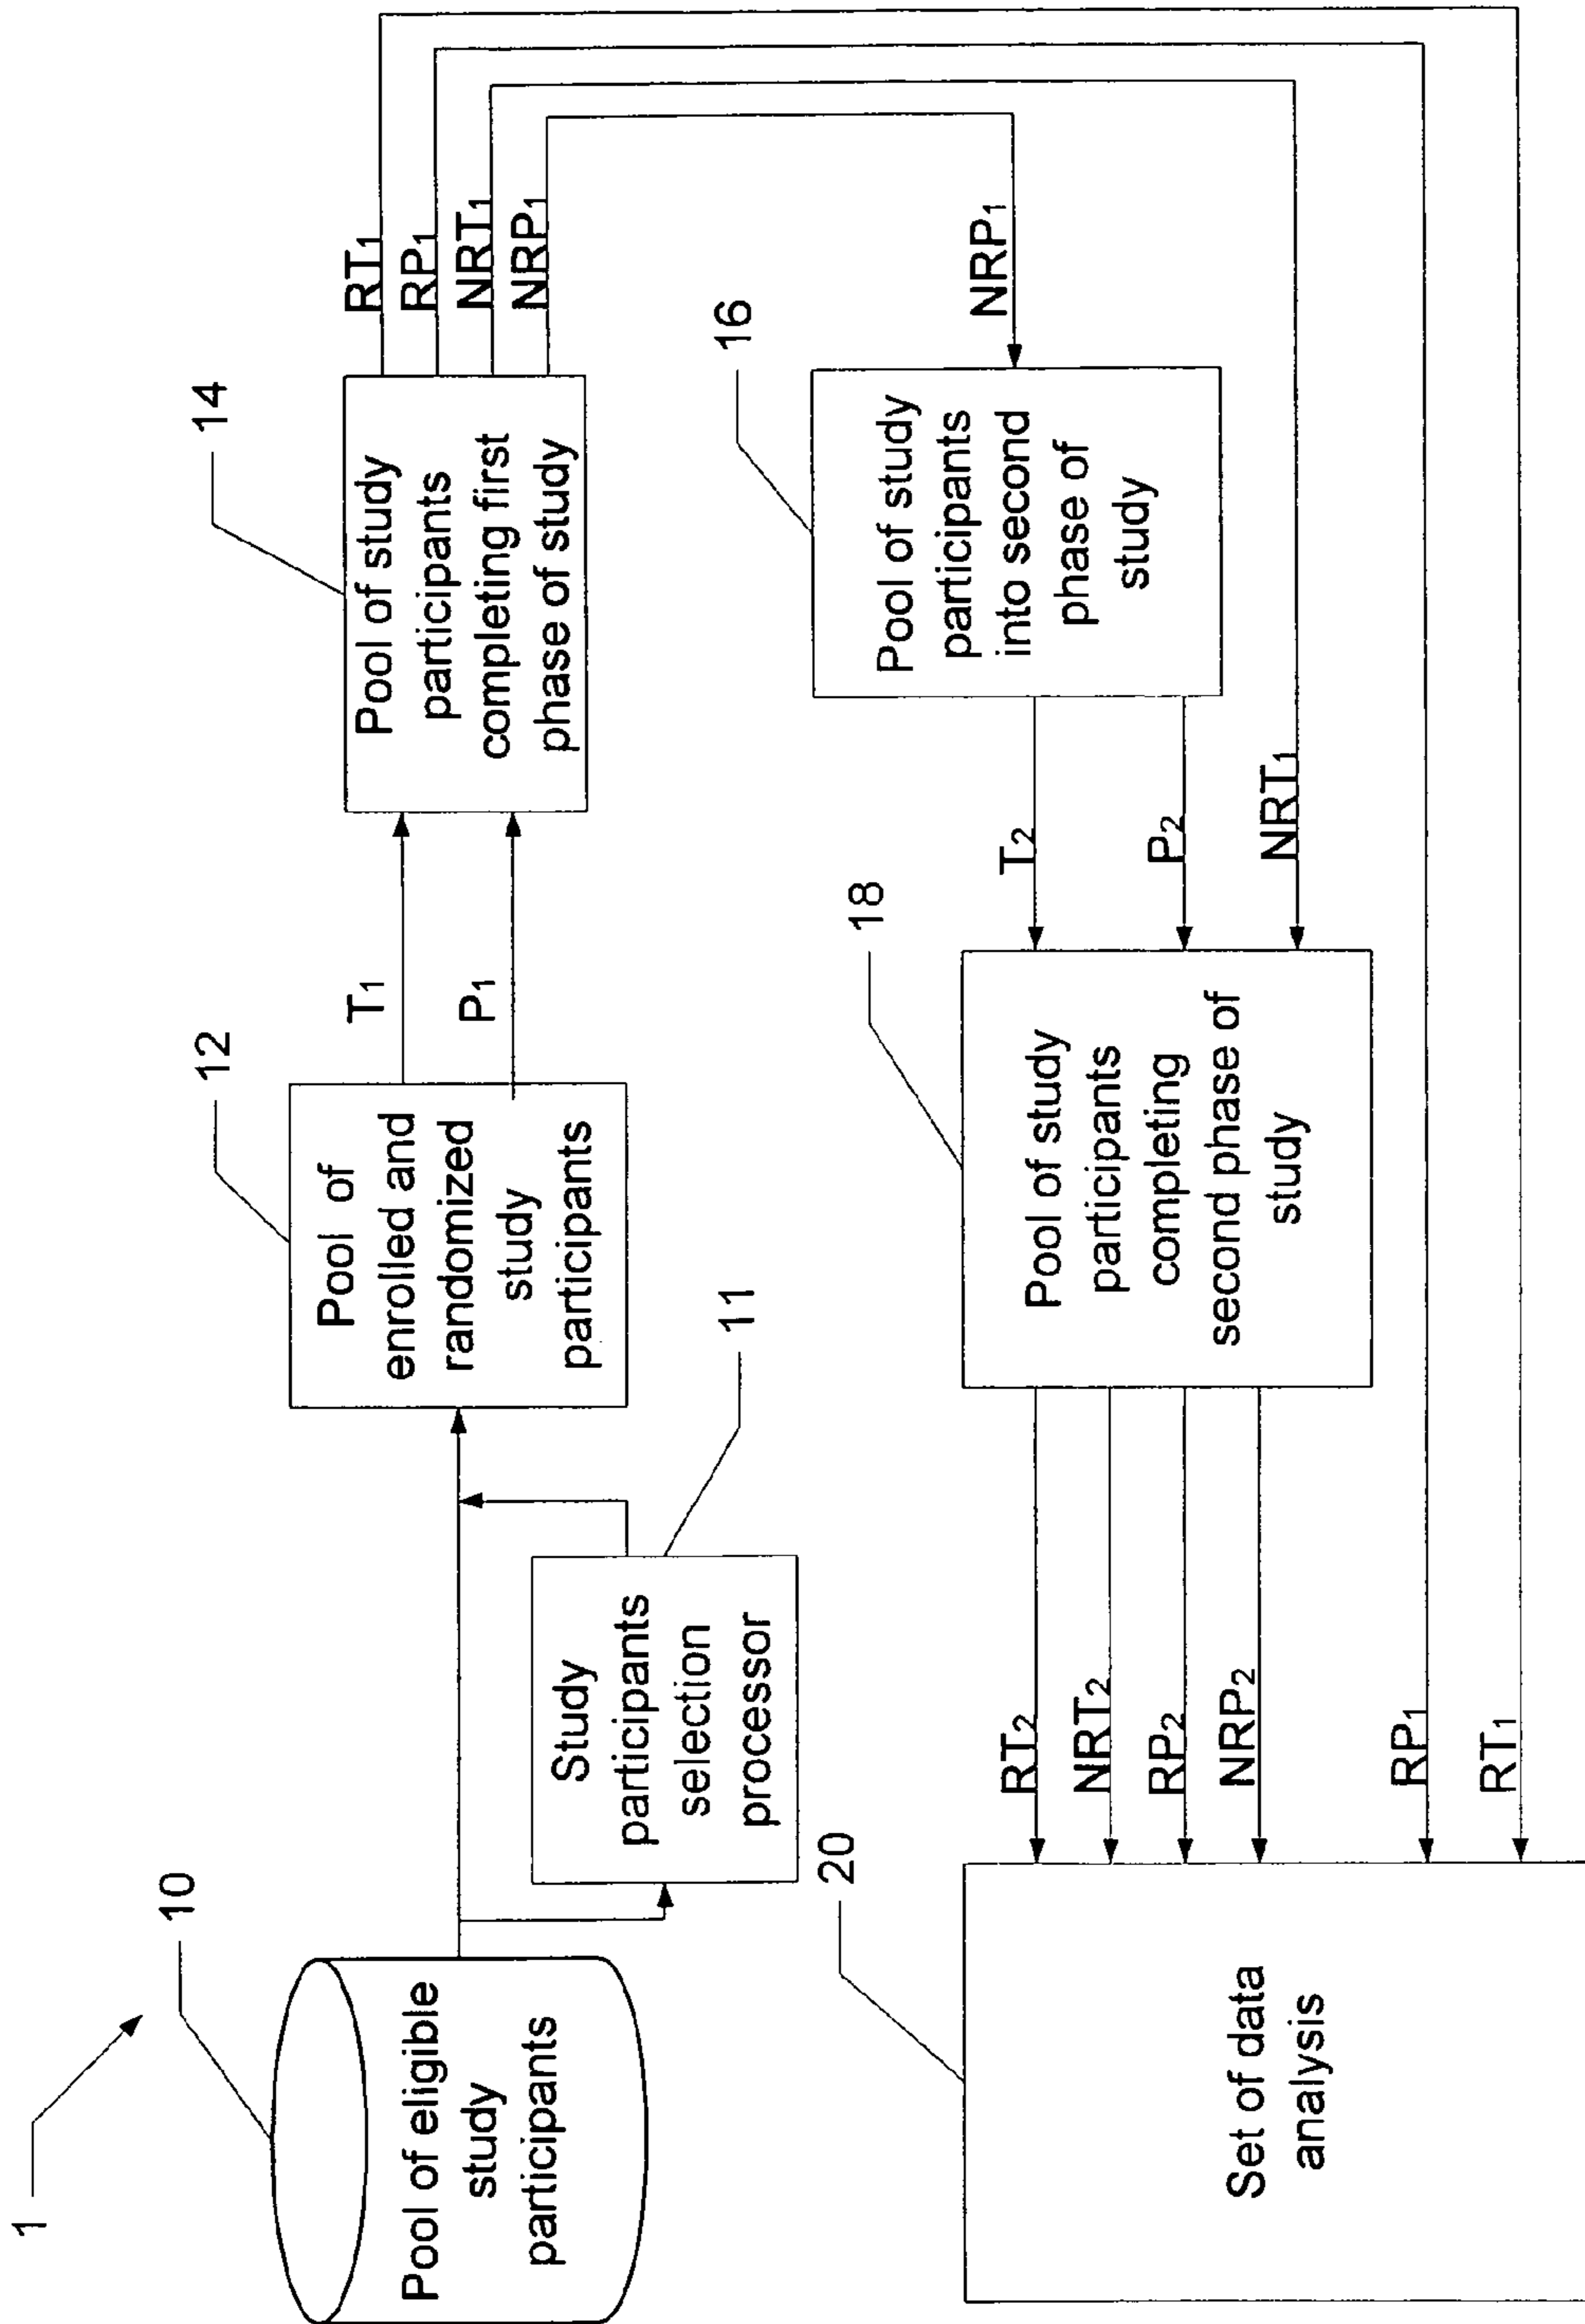 1
10
Pool of eligible
study
participants
11
Study
participants
selection
processor
12
Pool of
enrolled and
randomized
study
participants
T1
P1
14
Pool of study
participants
completing first
phase of study
RT1
RP1
NRT1
NRP1
NRP1
16
Pool of study
participants
into second
phase of
study
T2
P2
NRT1
18
Pool of study
participants
completing
second phase of
study
RT2
NRT2
RP2
NRP2
RP1
RT1
20
Set of data
analysis